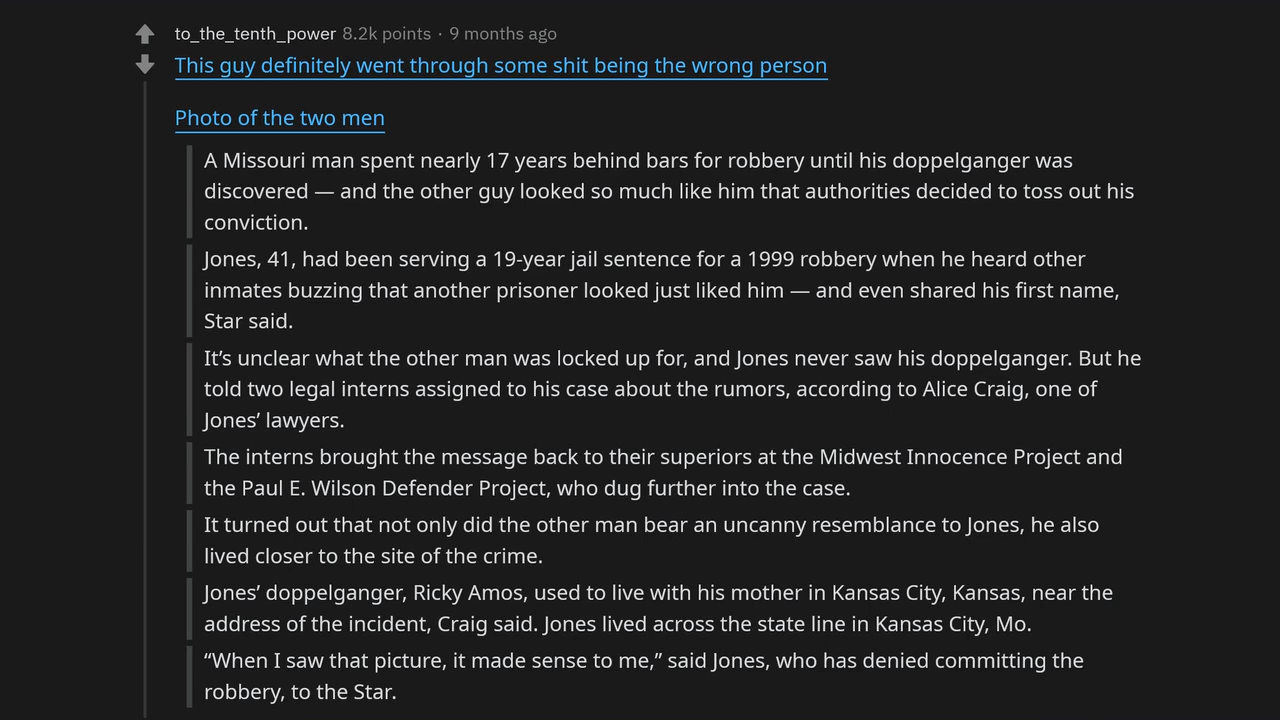 to_the_tenth_power 8.2k points · 9 months ago
This guy definitely went through some shit being the wrong person
Photo of the two men
A Missouri man spent nearly 17 years behind bars for robbery until his doppelganger was
discovered — and the other guy looked so much like him that authorities decided to toss out his
conviction.
Jones, 41, had been serving a 19-year jail sentence for a 1999 robbery when he heard other
inmates buzzing that another prisoner looked just liked him — and even shared his first name,
Star said.
It’s unclear what the other man was locked up for, and Jones never saw his doppelganger. But he
told two legal interns assigned to his case about the rumors, according to Alice Craig, one of
Jones’ lawyers.
The interns brought the message back to their superiors at the Midwest Innocence Project and
the Paul E. Wilson Defender Project, who dug further into the case.
It turned out that not only did the other man bear an uncanny resemblance to Jones, he also
lived closer to the site of the crime.
Jones’ doppelganger, Ricky Amos, used to live with his mother in Kansas City, Kansas, near the
address of the incident, Craig said. Jones lived across the state line in Kansas City, Mo.
“When I saw that picture, it made sense to me,” said Jones, who has denied committing the
robbery, to the Star.